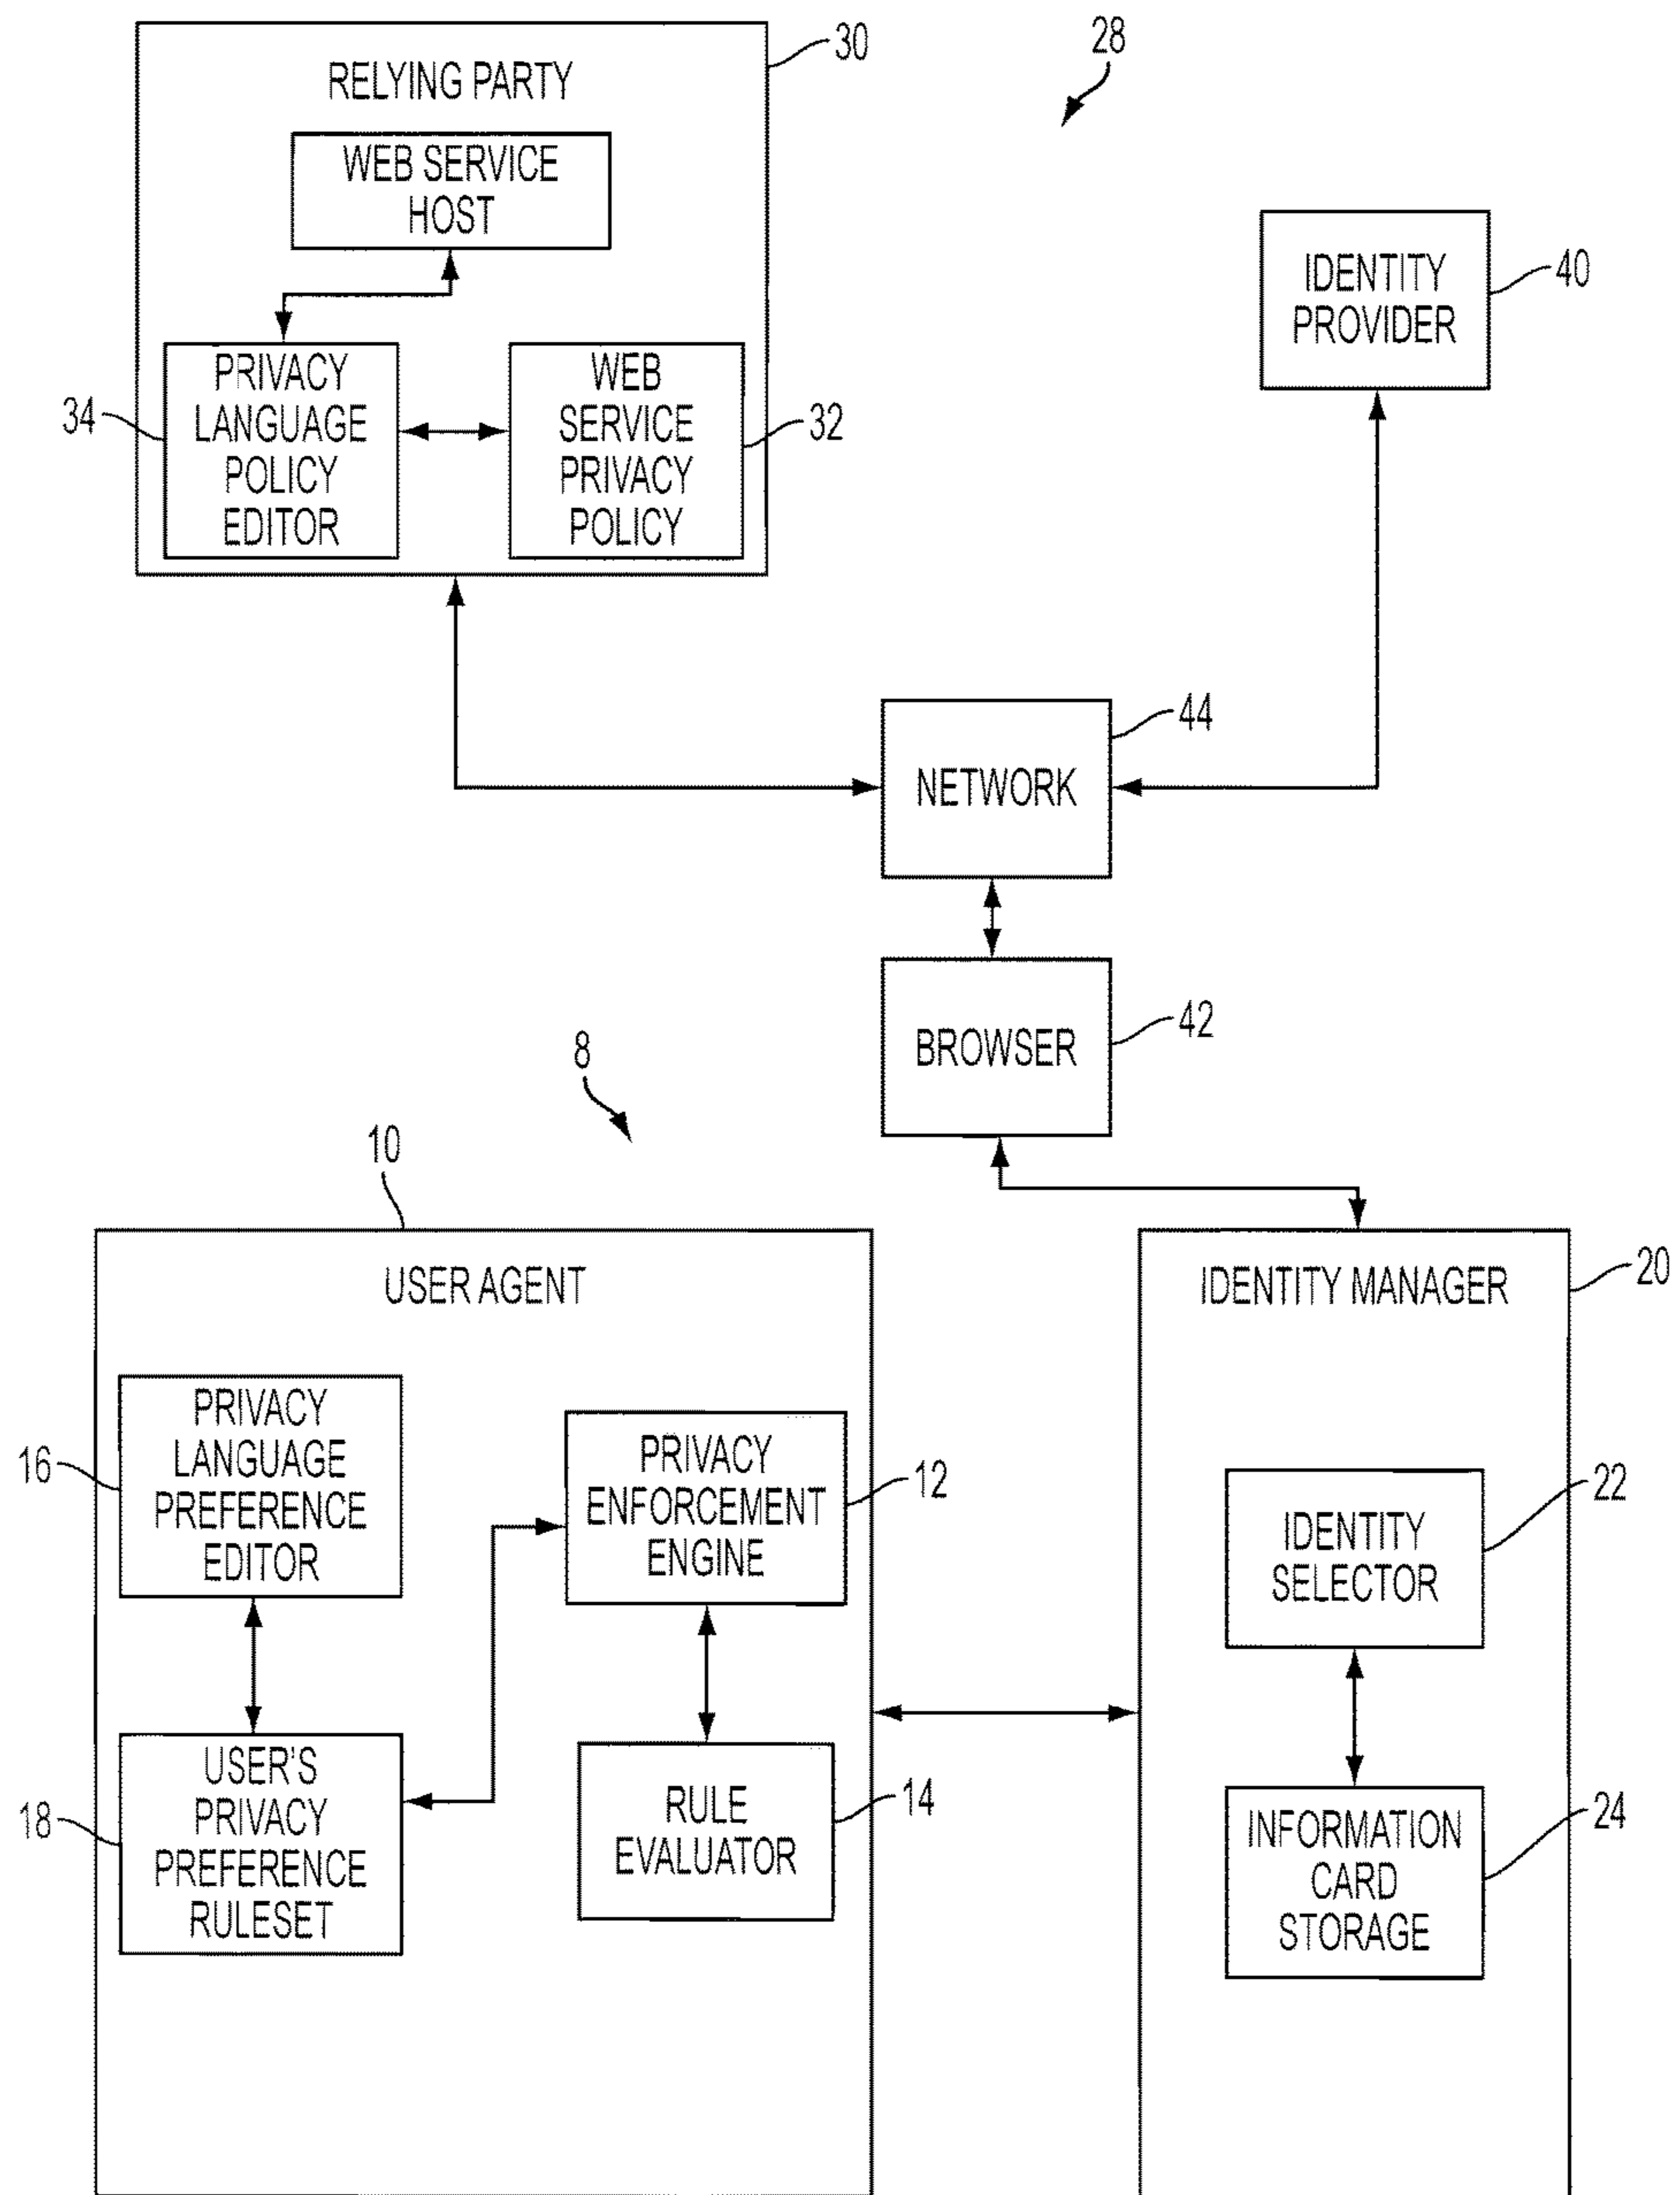 30
28
RELYING PARTY
WEB SERVICE
HOST
IDENTITY
PROVIDER
40
34
PRIVACY
LANGUAGE
POLICY
EDITOR
WEB
SERVICE
PRIVACY
POLICY
32
44
NETWORK
42
BROWSER
8
10
USER AGENT
IDENTITY MANAGER
20
16
PRIVACY
LANGUAGE
PREFERENCE
EDITOR
PRIVACY
ENFORCEMENT
ENGINE
12
IDENTITY
SELECTOR
22
18
USER'S
PRIVACY
PREFERENCE
RULESET
RULE
EVALUATOR
14
INFORMATION
CARD
STORAGE
24